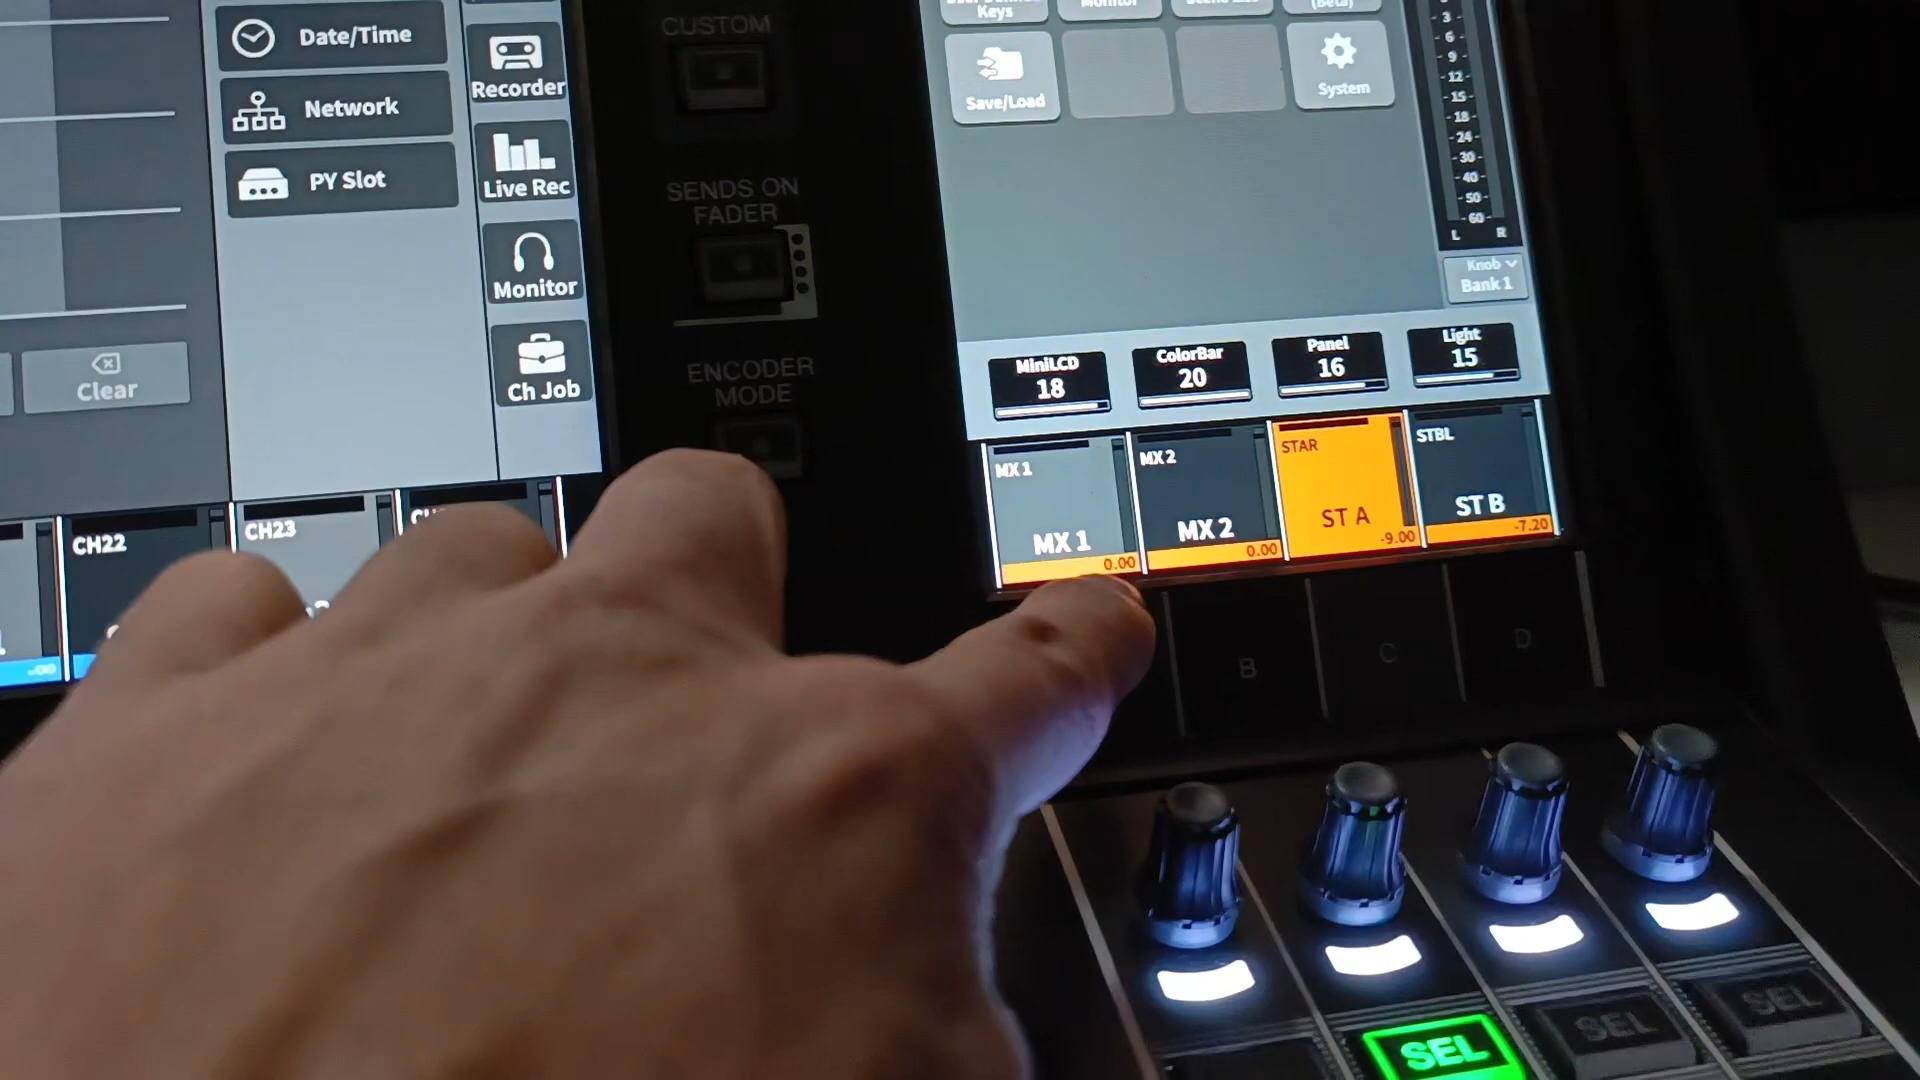 Date/Time
Network
PY Slot
Clear
Recorder
Live Rec
Monitor
Ch Job
CH22
CH23
CUSTOM
SENDS ON
FADER
ENCODER
MODE
Keys
Monitor
(Beta)
Save/Load
System
3
6
9
12
15
18
24
30
40
50
60
L R
Knob
Bank 1
MiniLCD
18
ColorBar
20
Panel
16
Light
15
MX 1
MX 1
0.00
MX 2
MX 2
0.00
STAR
ST A
-9.00
STBL
ST B
-7.20
B
C
D
SEL
SEL
SEL